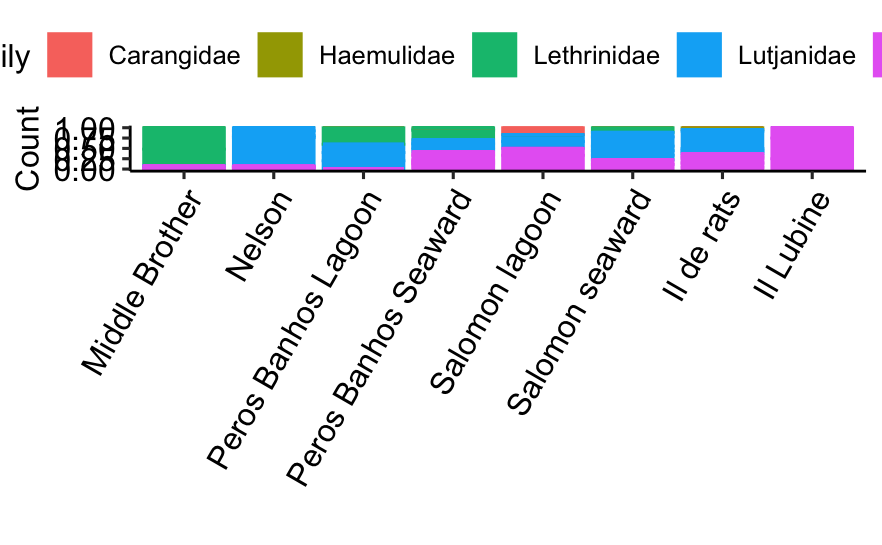 ily Carangidae Haemulidae Lethrinidae Lutjanidae
Count
1.00
0.75
0.50
0.25
0.00
Middle Brother
Nelson
Peros Banhos Lagoon
Peros Banhos Seaward
Salomon lagoon
Salomon seaward
Il de rats
Il Lubine